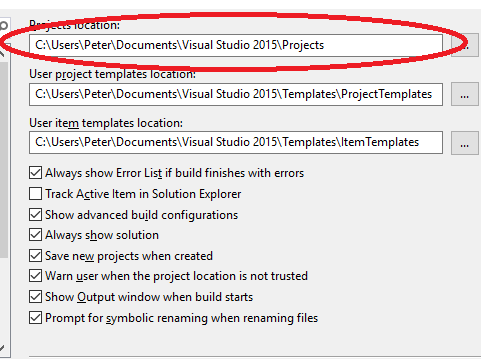 Projects location:
C:\Users\Peter\Documents\Visual Studio 2015\Projects
...
User project templates location:
C:\Users\Peter\Documents\Visual Studio 2015\Templates\ProjectTemplates
...
User item templates location:
C:\Users\Peter\Documents\Visual Studio 2015\Templates\ItemTemplates
...
Always show Error List if build finishes with errors
Track Active Item in Solution Explorer
Show advanced build configurations
Always show solution
Save new projects when created
Warn user when the project location is not trusted
Show Output window when build starts
Prompt for symbolic renaming when renaming files